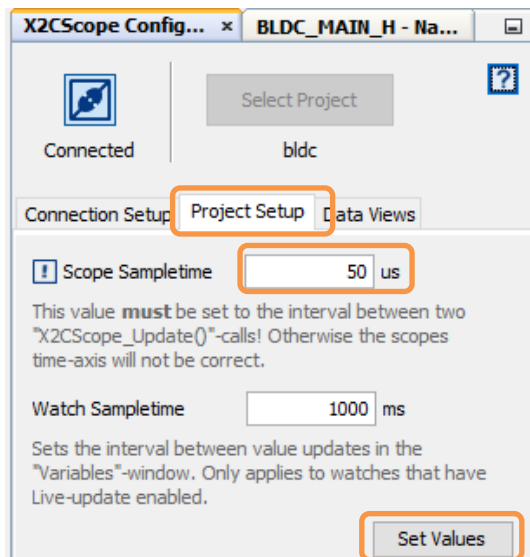 X2CScope Config... × BLDC_MAIN_H - Na...
Select Project
Connected bldc
Connection Setup Project Setup Data Views
! Scope Sampletime 50 us
This value must be set to the interval between two
"X2CScope_Update()"-calls! Otherwise the scopes
time-axis will not be correct.
Watch Sampletime 1000 ms
Sets the interval between value updates in the
"Variables"-window. Only applies to watches that have
Live-update enabled.
Set Values